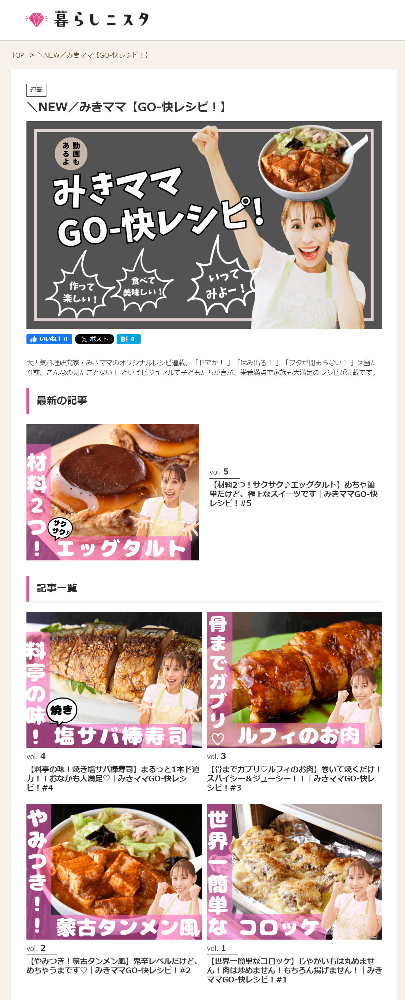 暮らしニスタ
TOP > ＼NEW／みきママ【GO-快レシピ！】
連載
＼NEW／みきママ【GO-快レシピ！】
動画も
あるよ
みきママ
GO-快レシピ!
作って
楽しい！
食べて
美味しい！
いって
みよー！
いいね！ 0
ポスト
B! 0
大人気料理研究家・みきママのオリジナルレシピ連載。「ドでか！ 」「はみ出る！ 」「フタが閉まらない！ 」は当た
り前。こんなの見たことない！ というビジュアルで子どもたちが喜ぶ、栄養満点で家族も大満足のレシピが満載です。
最新の記事
材料2つ！
サク
サク♪
エッグタルト
vol. 5
【材料2つ！サクサク♪エッグタルト】めちゃ簡
単だけど、極上なスイーツです｜みきママGO-快
レシピ！#5
記事一覧
料亭の味！
焼き
塩サバ棒寿司
vol. 4
【料亭の味！焼き塩サバ棒寿司】まるっと1本ド迫
力！！おなかも大満足♡｜みきママGO-快レシ
ピ！#4
骨までガブリ♡
ルフィのお肉
vol. 3
【骨までガブリ♡ルフィのお肉】巻いて焼くだけ！
スパイシー＆ジューシー！！｜みきママGO-快レ
シピ！#3
やみつき！！
蒙古タンメン風
vol. 2
【やみつき！蒙古タンメン風】鬼辛レベルだけど、
めちゃうまです♡｜みきママGO-快レシピ！#2
世界一簡単な
コロッケ
vol. 1
【世界一簡単なコロッケ】じゃがいもは丸めませ
ん！肉は炒めません！もちろん揚げません！｜みき
ママGO-快レシピ！#1